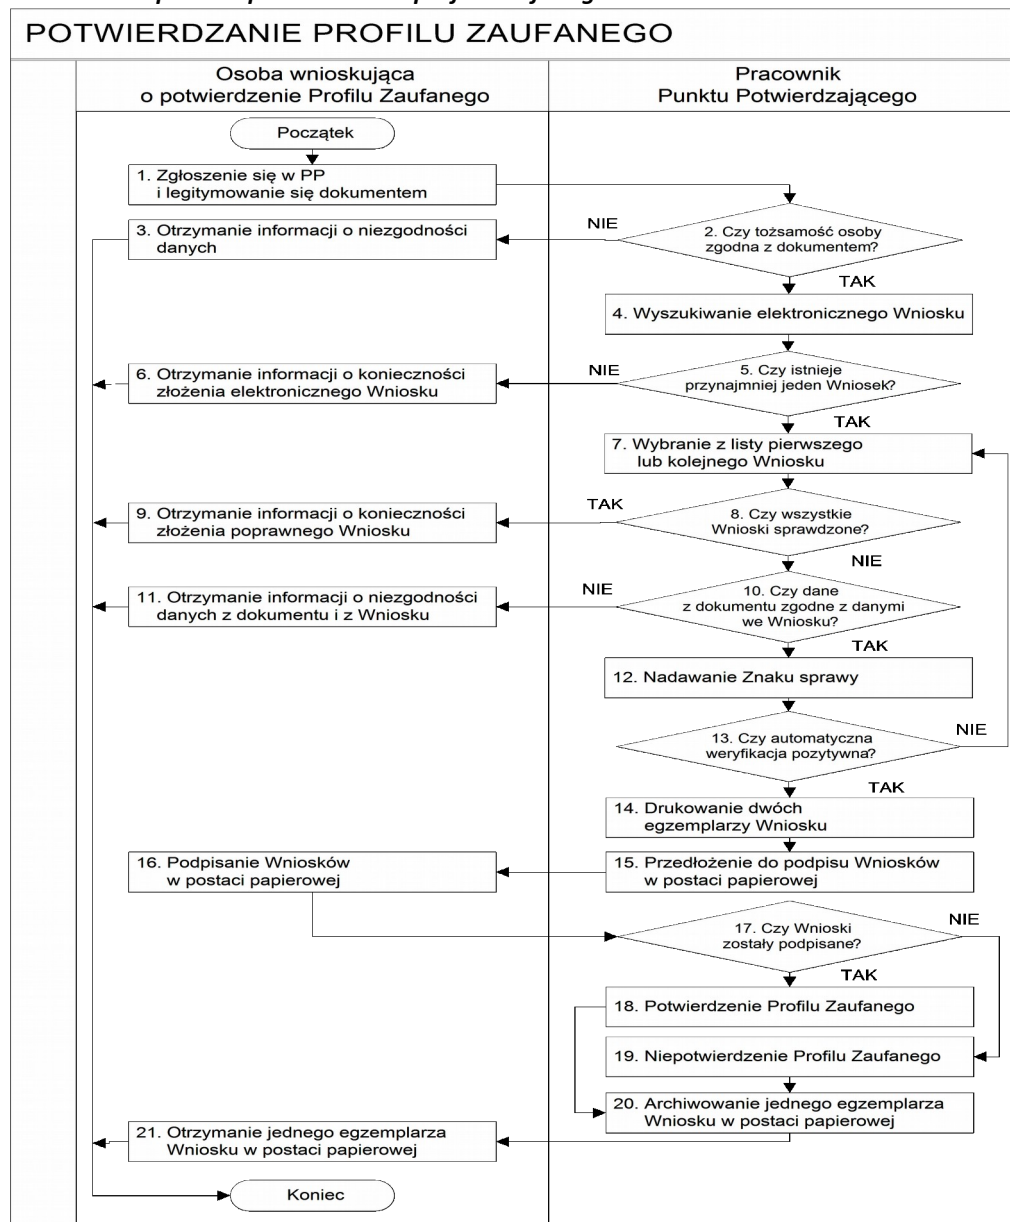 POTWIERDZANIE PROFILU ZAUFANEGO
Osoba wnioskująca
o potwierdzenie Profilu Zaufanego
Pracownik
Punktu Potwierdzającego
Początek
1. Zgłoszenie się w PP
i legitymowanie się dokumentem
NIE
2. Czy tożsamość osoby
zgodna z dokumentem?
3. Otrzymanie informacji o niezgodności
danych
TAK
4. Wyszukiwanie elektronicznego Wniosku
NIE
5. Czy istnieje
przynajmniej jeden Wniosek?
6. Otrzymanie informacji o konieczności
złożenia elektronicznego Wniosku
TAK
7. Wybranie z listy pierwszego
lub kolejnego Wniosku
TAK
8. Czy wszystkie
Wnioski sprawdzone?
9. Otrzymanie informacji o konieczności
złożenia poprawnego Wniosku
NIE
NIE
10. Czy dane
z dokumentu zgodne z danymi
we Wniosku?
11. Otrzymanie informacji o niezgodności
danych z dokumentu i z Wniosku
TAK
12. Nadawanie Znaku sprawy
NIE
13. Czy automatyczna
weryfikacja pozytywna?
TAK
14. Drukowanie dwóch
egzemplarzy Wniosku
15. Przedłożenie do podpisu Wniosków
w postaci papierowej
16. Podpisanie Wniosków
w postaci papierowej
NIE
17. Czy Wnioski
zostały podpisane?
TAK
18. Potwierdzenie Profilu Zaufanego
19. Niepotwierdzenie Profilu Zaufanego
20. Archiwowanie jednego egzemplarza
Wniosku w postaci papierowej
21. Otrzymanie jednego egzemplarza
Wniosku w postaci papierowej
Koniec